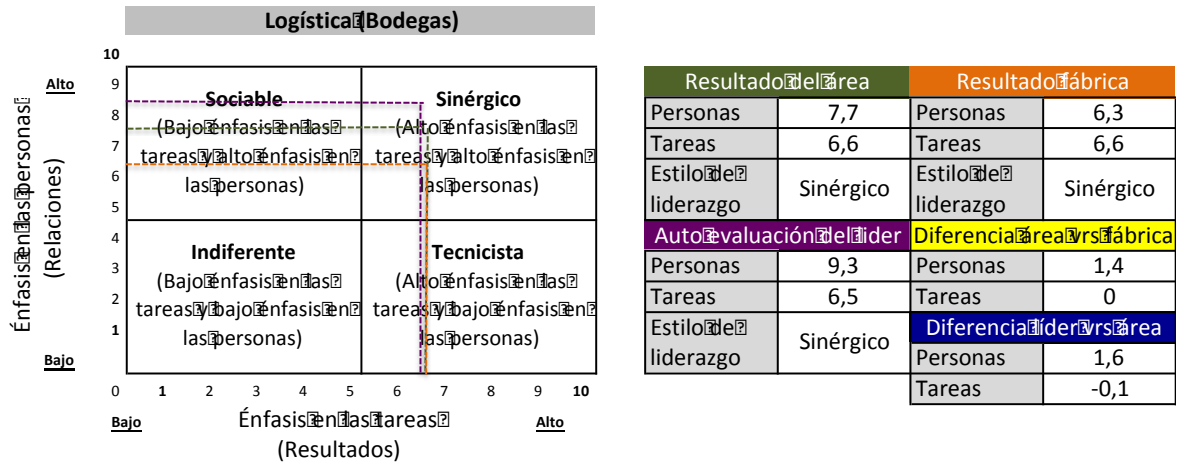 Logística (Bodegas)
10
Alto
9
8
7
6
5
4
3
2
1
Bajo
Énfasis en las personas
(Relaciones)
Sociable
(Bajo énfasis en las
tareas y alto énfasis en
las personas)
Sinérgico
(Alto énfasis en las
tareas y alto énfasis en
las personas)
Indiferente
(Bajo énfasis en las
tareas y bajo énfasis en
las personas)
Tecnicista
(Alto énfasis en las
tareas y bajo énfasis en
las personas)
0 1 2 3 4 5 6 7 8 9 10
Bajo
Énfasis en las tareas
(Resultados)
Alto
Resultado del área Resultado fábrica
Personas 7,7 Personas 6,3
Tareas 6,6 Tareas 6,6
Estilo de
liderazgo
Sinérgico
Estilo de
liderazgo
Sinérgico
Auto evaluación del lider Diferencia área vrs fábrica
Personas 9,3 Personas 1,4
Tareas 6,5 Tareas 0
Estilo de
liderazgo
Sinérgico
Diferencia líder vrs área
Personas 1,6
Tareas -0,1